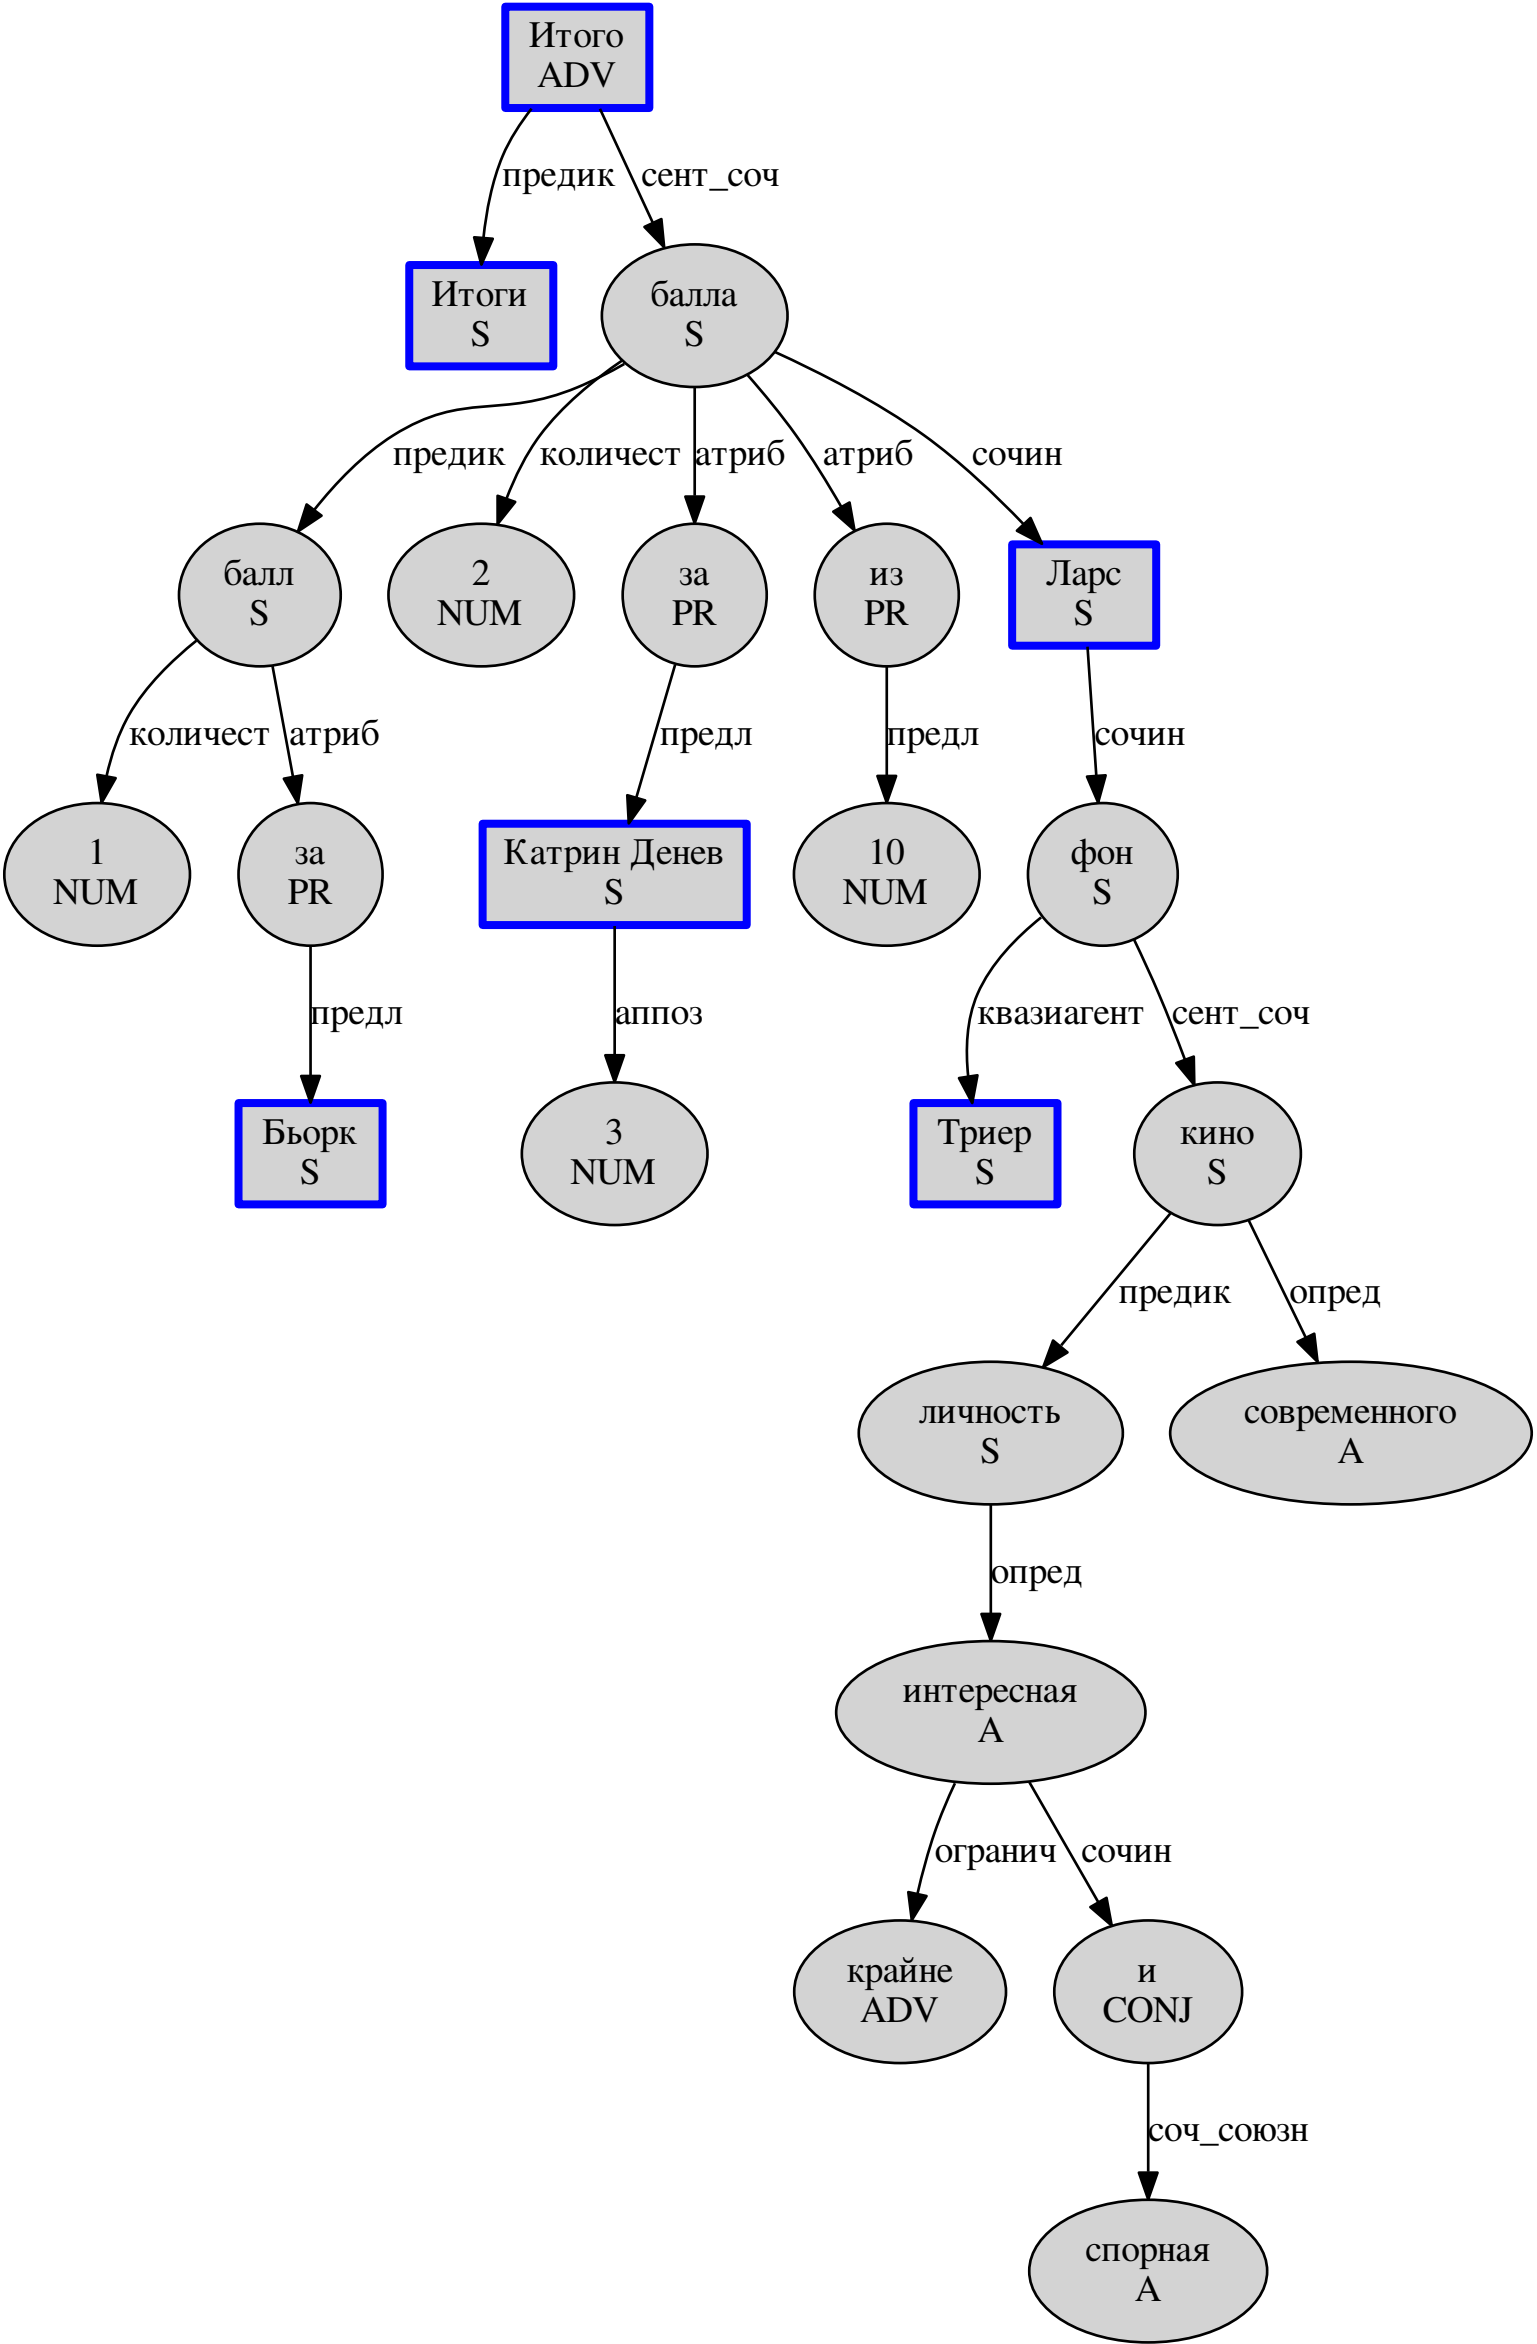 Итого
ADV
предик
сент_соч
Итоги
S
балла
S
предик
количест
атриб
атриб
сочин
балл
S
2
NUM
за
PR
из
PR
Ларс
S
количест
атриб
предл
предл
сочин
1
NUM
за
PR
Катрин Денев
S
10
NUM
фон
S
предл
аппоз
квазиагент
сент_соч
Бьорк
S
3
NUM
Триер
S
кино
S
предик
опред
личность
S
современного
A
опред
интересная
A
огранич
сочин
крайне
ADV
и
CONJ
соч_союзн
спорная
A